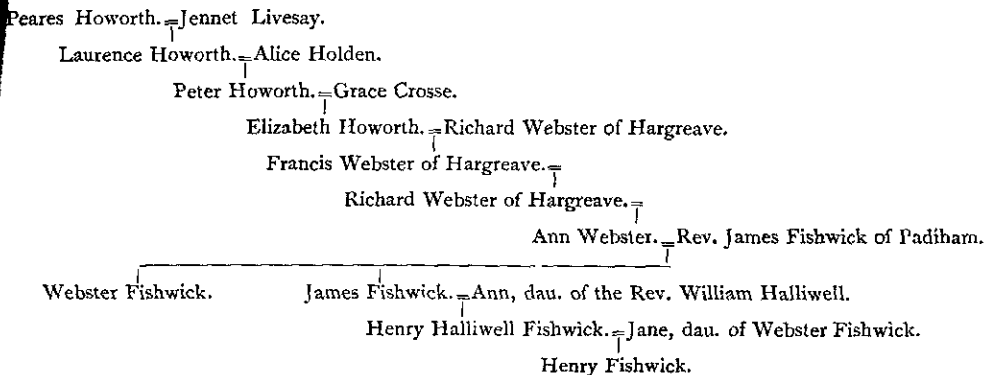 Peares Howorth.=Jennet Livesay.
Laurence Howorth.=Alice Holden.
Peter Howorth.=Grace Crosse.
Elizabeth Howorth.=Richard Webster of Hargreave.
Francis Webster of Hargreave.=
Richard Webster of Hargreave.=
Ann Webster.=Rev. James Fishwick of Padiham.
Webster Fishwick. James Fishwick.=Ann, dau. of the Rev. William Halliwell.
Henry Halliwell Fishwick.=Jane, dau. of Webster Fishwick.
Henry Fishwick.